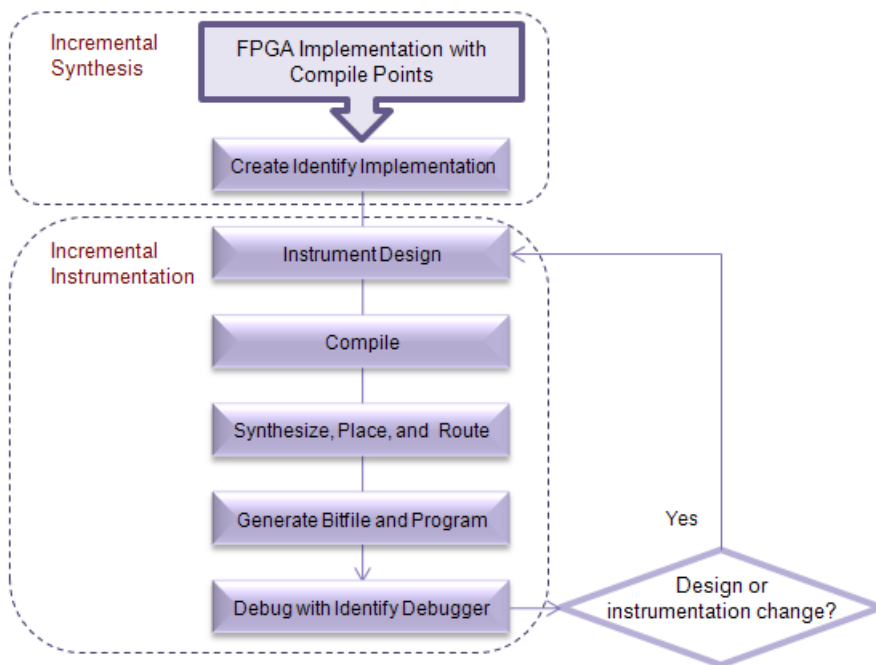 Incremental
Synthesis
FPGA Implementation with
Compile Points
Create Identify Implementation
Incremental
Instrumentation
Instrument Design
Compile
Synthesize, Place, and Route
Generate Bitfile and Program
Debug with Identify Debugger
Yes
Design or
instrumentation change?